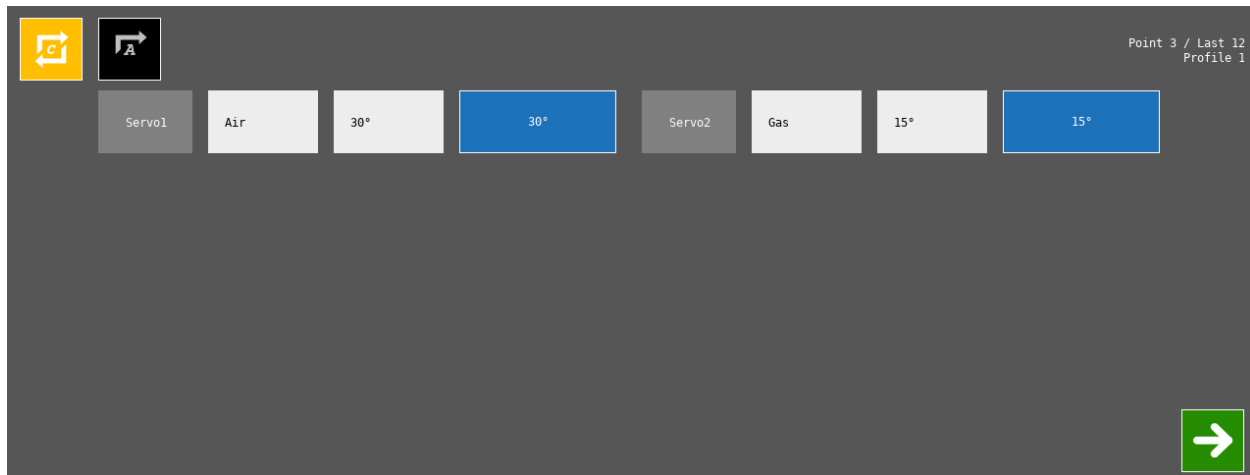 C
A
Point 3 / Last 12
Profile 1
Servo1 Air 30° 30° Servo2 Gas 15° 15°